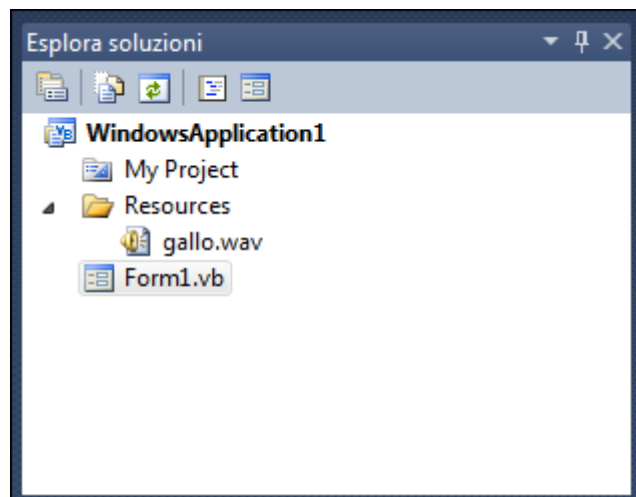 Esplora soluzioni
WindowsApplication1
My Project
Resources
gallo.wav
Form1.vb